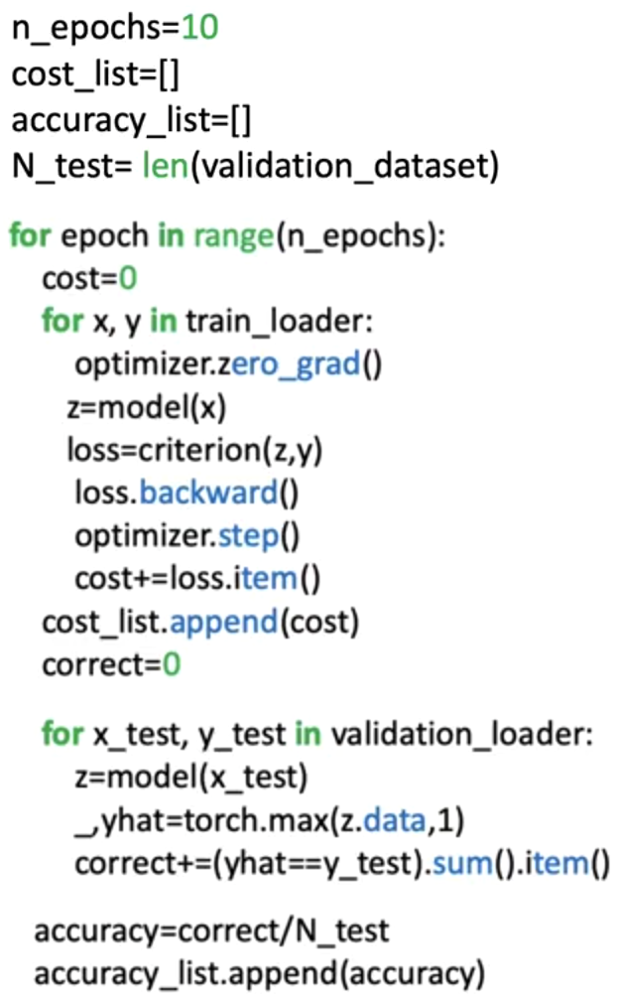 n_epochs=10
cost_list=[]
accuracy_list=[]
N_test= len(validation_dataset)
for epoch in range(n_epochs):
cost=0
for x, y in train_loader:
optimizer.zero_grad()
z=model(x)
loss=criterion(z,y)
loss.backward()
optimizer.step()
cost+=loss.item()
cost_list.append(cost)
correct=0
for x_test, y_test in validation_loader:
z=model(x_test)
_,yhat=torch.max(z.data,1)
correct+=(yhat==y_test).sum().item()
accuracy=correct/N_test
accuracy_list.append(accuracy)